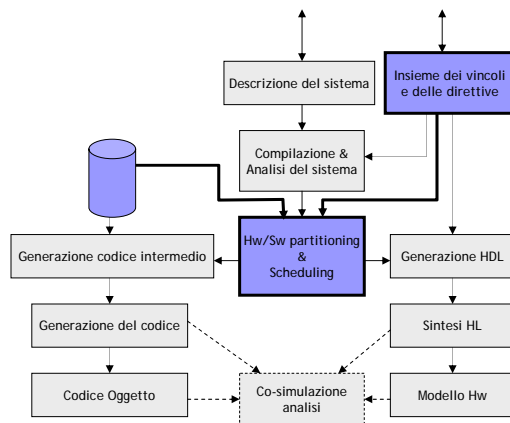 Descrizione del sistema
Insieme dei vincoli
e delle direttive
Compilazione &
Analisi del sistema
Hw/Sw partitioning
&
Scheduling
Generazione codice intermedio
Generazione HDL
Generazione del codice
Sintesi HL
Codice Oggetto
Co-simulazione
analisi
Modello Hw